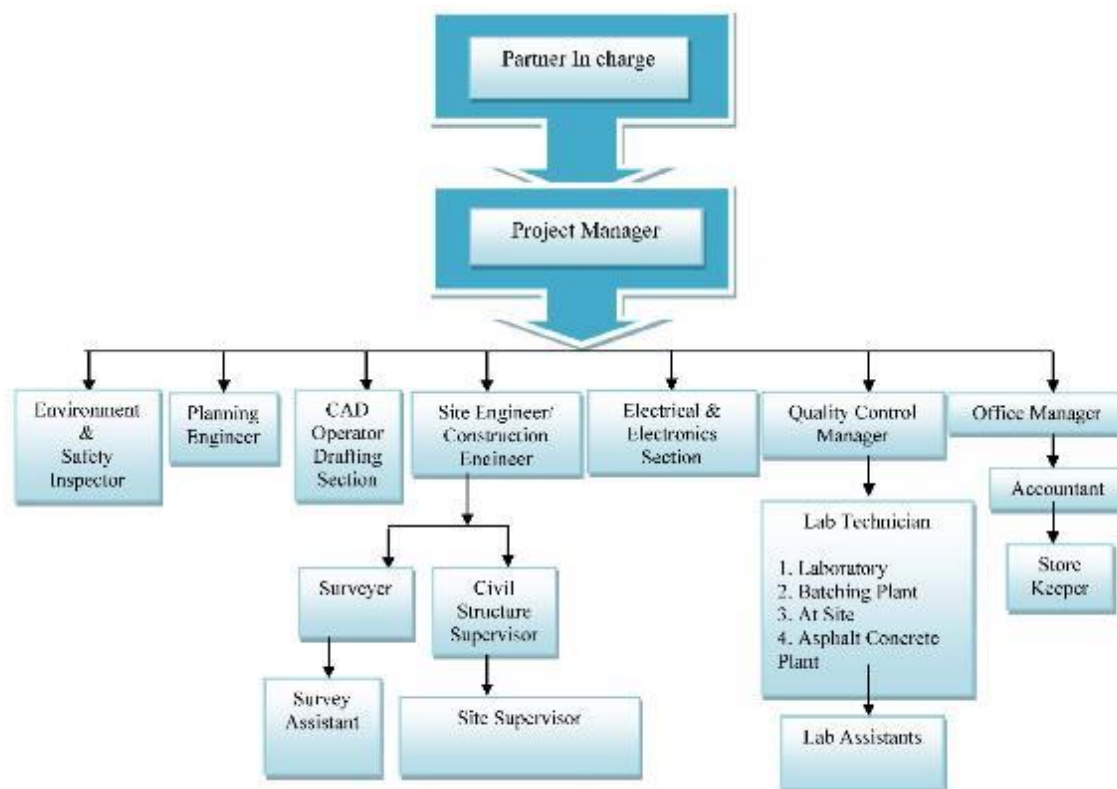 Partner In charge
Project Manager
Environment
&
Safety
Inspector
Planning
Engineer
CAD
Operator
Drafting
Section
Site Engineer/
Construction
Engineer
Electrical &
Electronics
Section
Quality Control
Manager
Office Manager
Accountant
Store
Keeper
Lab Technician
1. Laboratory
2. Batching Plant
3. At Site
4. Asphalt Concrete
Plant
Lab Assistants
Surveyer
Civil
Structure
Supervisor
Survey
Assistant
Site Supervisor